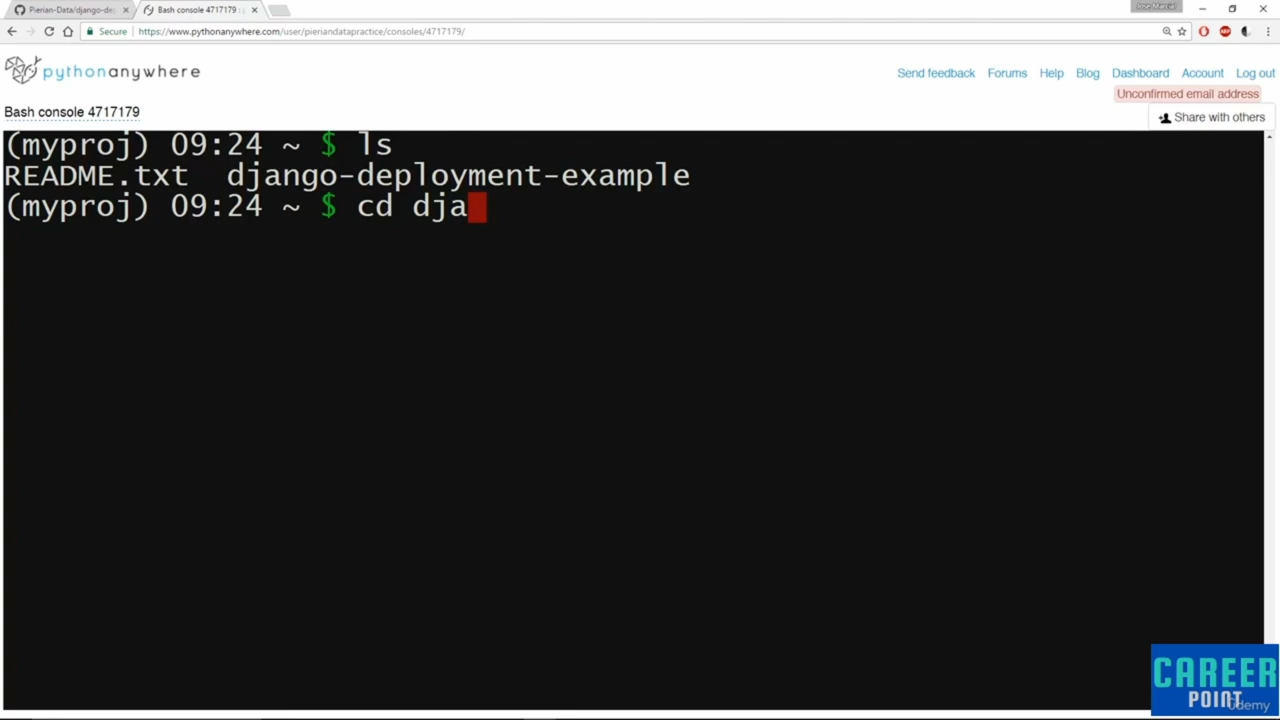 Pierian-Data/django-de
Bash console 4717179 :
Jose Marcial
Secure https://www.pythonanywhere.com/user/pieriandatapractice/consoles/4717179/
pythonanywhere
Send feedback Forums Help Blog Dashboard Account Log out
Unconfirmed email address
Bash console 4717179
Share with others
(myproj) 09:24 ~ $ ls
README.txt django-deployment-example
(myproj) 09:24 ~ $ cd dja
CAREER
POINT
Udemy